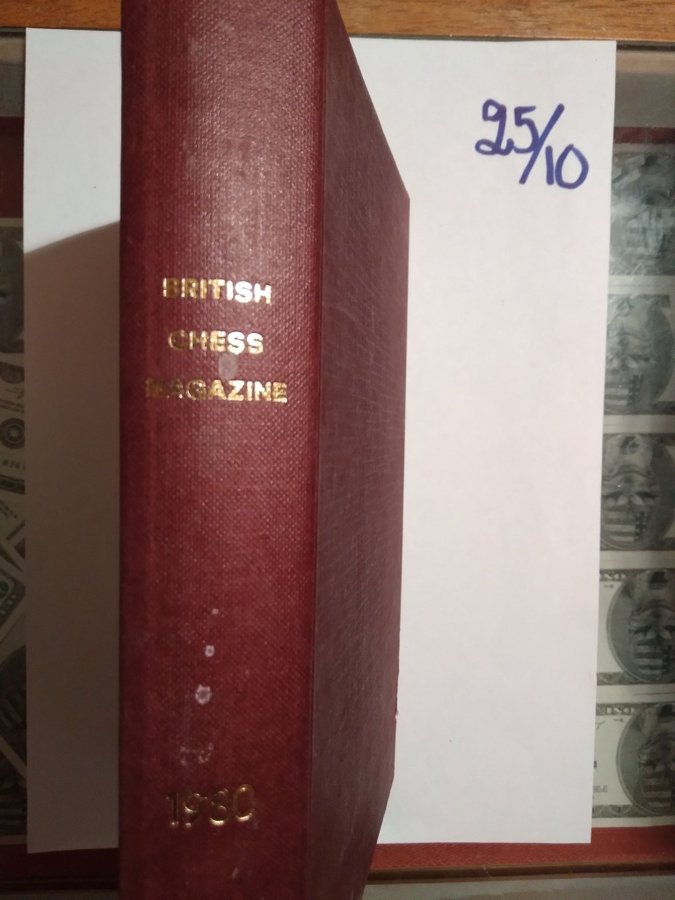 BRITISH
CHESS
MAGAZINE
1980
25/10